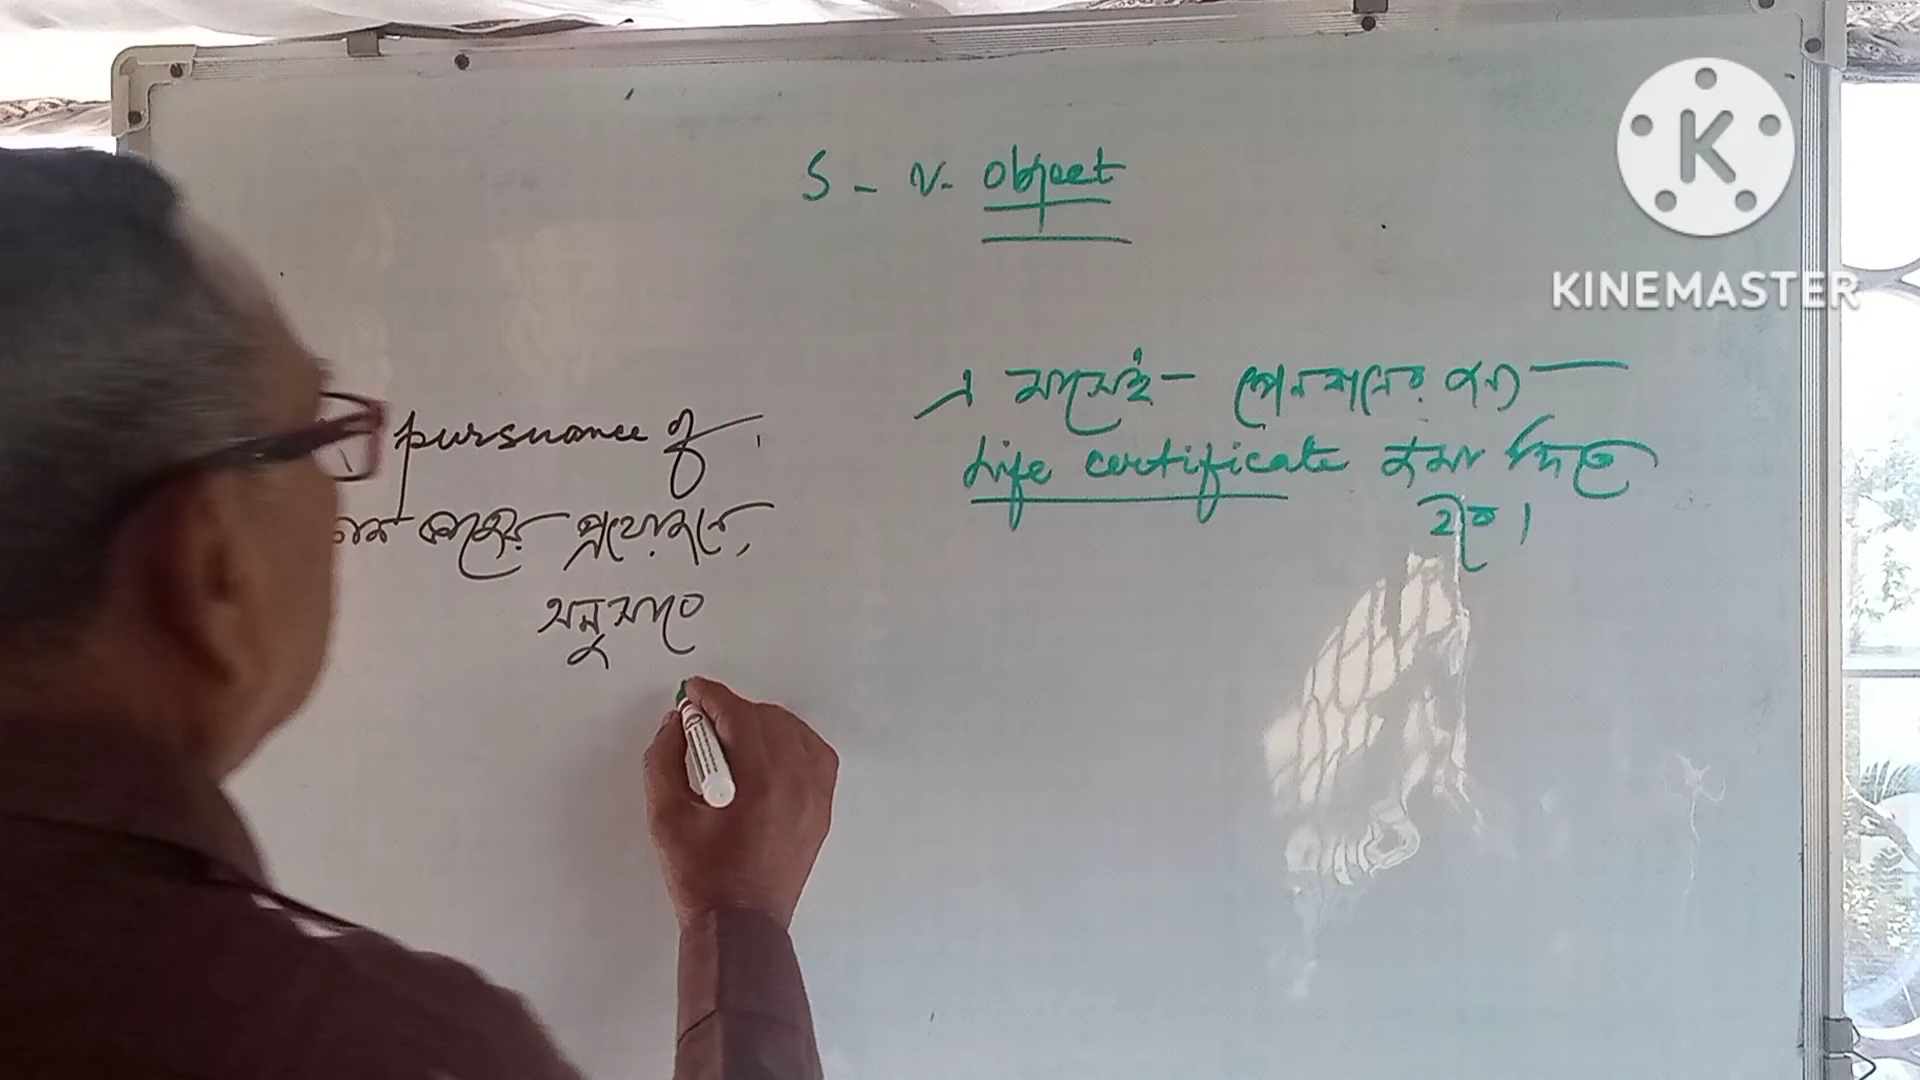 S - V- Object
pursuance of
কাজের প্রয়োজনে,
অনুসারে
এ মাসেই - পেনশনের জন্য —
Life certificate জমা দিতে
হবে।
K
KINEMASTER